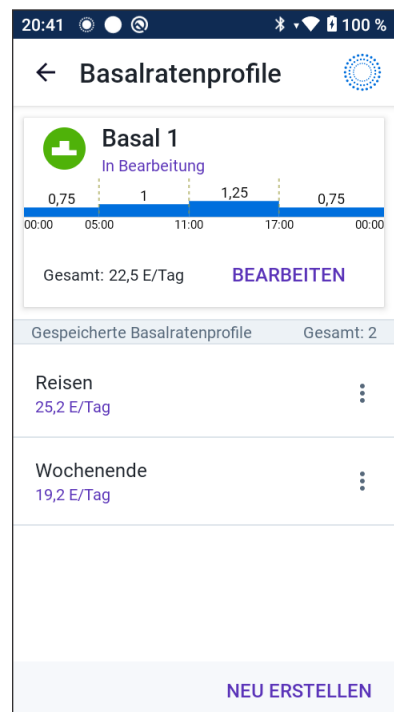 20:41 100 %
Basalratenprofile
Basal 1
In Bearbeitung
0,75 1 1,25 0,75
00:00 05:00 11:00 17:00 00:00
Gesamt: 22,5 E/Tag BEARBEITEN
Gespeicherte Basalratenprofile Gesamt: 2
Reisen
25,2 E/Tag
Wochenende
19,2 E/Tag
NEU ERSTELLEN